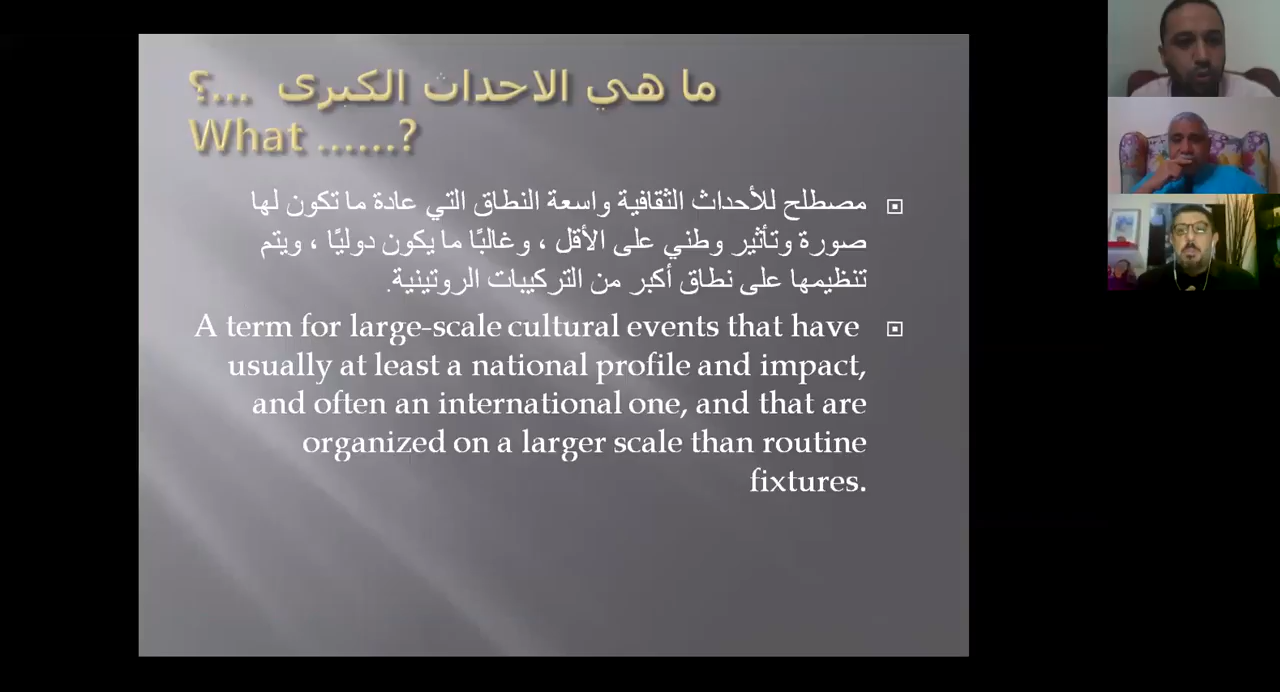 ما هي الاحداث الكبرى ...؟
What ......?
مصطلح للأحداث الثقافية واسعة النطاق التي عادة ما تكون لها
صورة وتأثير وطني على الأقل ، وغالبًا ما يكون دوليًا ، ويتم
تنظيمها على نطاق أكبر من التركيبات الروتينية.
A term for large-scale cultural events that have
usually at least a national profile and impact,
and often an international one, and that are
organized on a larger scale than routine
fixtures.